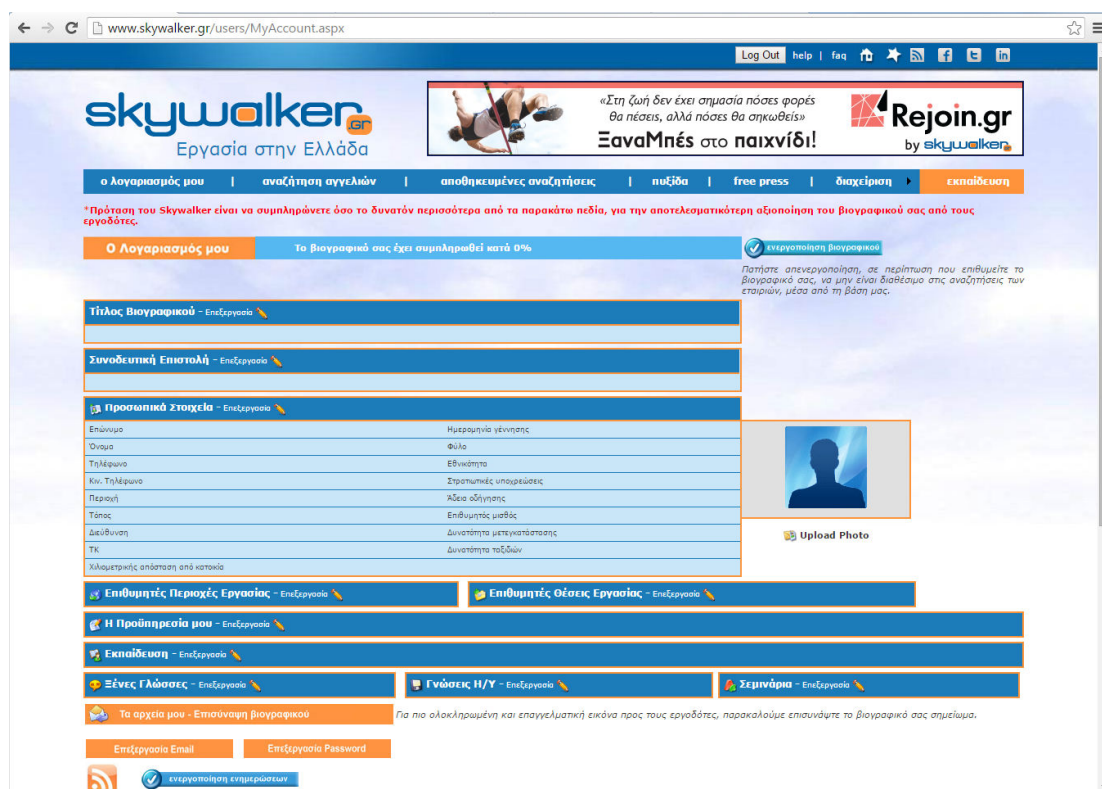 www.skywalker.gr/users/MyAccount.aspx
Log Out help | faq
skywalker.GR
Εργασία στην Ελλάδα
«Στη ζωή δεν έχει σημασία πόσες φορές
θα πέσεις, αλλά πόσες θα σηκωθείς»
ΞαναΜπές στο παιχνίδι!
Rejoin.gr
by skywalker
ο λογαριασμός μου | αναζήτηση αγγελιών | αποθηκευμένες αναζητήσεις | πυξίδα | free press | διαχείριση εκπαίδευση
*Πρόταση του Skywalker είναι να συμπληρώνετε όσο το δυνατόν περισσότερα από τα παρακάτω πεδία, για την αποτελεσματικότερη αξιοποίηση του βιογραφικού σας από τους
εργοδότες.
Ο Λογαριασμός μου Το βιογραφικό σας έχει συμπληρωθεί κατά 0%
ενεργοποίηση βιογραφικού
Πατήστε απενεργοποίηση, σε περίπτωση που επιθυμείτε το
βιογραφικό σας, να μην είναι διαθέσιμο στις αναζητήσεις των
εταιριών, μέσα από τη βάση μας.
Τίτλος Βιογραφικού - Επεξεργασία
Συνοδευτική Επιστολή - Επεξεργασία
Προσωπικά Στοιχεία - Επεξεργασία
Επώνυμο Ημερομηνία γέννησης
Όνομα Φύλο
Τηλέφωνο Εθνικότητα
Κιν. Τηλέφωνο Στρατιωτικές υποχρεώσεις
Περιοχή Άδεια οδήγησης
Τόπος Επιθυμητός μισθός
Διεύθυνση Δυνατότητα μετεγκατάστασης
ΤΚ Δυνατότητα ταξιδιών
Χιλιομετρικής απόσταση από κατοικία
Upload Photo
Επιθυμητές Περιοχές Εργασίας - Επεξεργασία Επιθυμητές Θέσεις Εργασίας - Επεξεργασία
Η Προϋπηρεσία μου - Επεξεργασία
Εκπαίδευση - Επεξεργασία
Ξένες Γλώσσες - Επεξεργασία Γνώσεις Η/Υ - Επεξεργασία Σεμινάρια - Επεξεργασία
Τα αρχεία μου - Επισύναψη βιογραφικού Για πιο ολοκληρωμένη και επαγγελματική εικόνα προς τους εργοδότες, παρακαλούμε επισυνάψτε το βιογραφικό σας σημείωμα.
Επεξεργασία Email Επεξεργασία Password
ενεργοποίηση ενημερώσεων